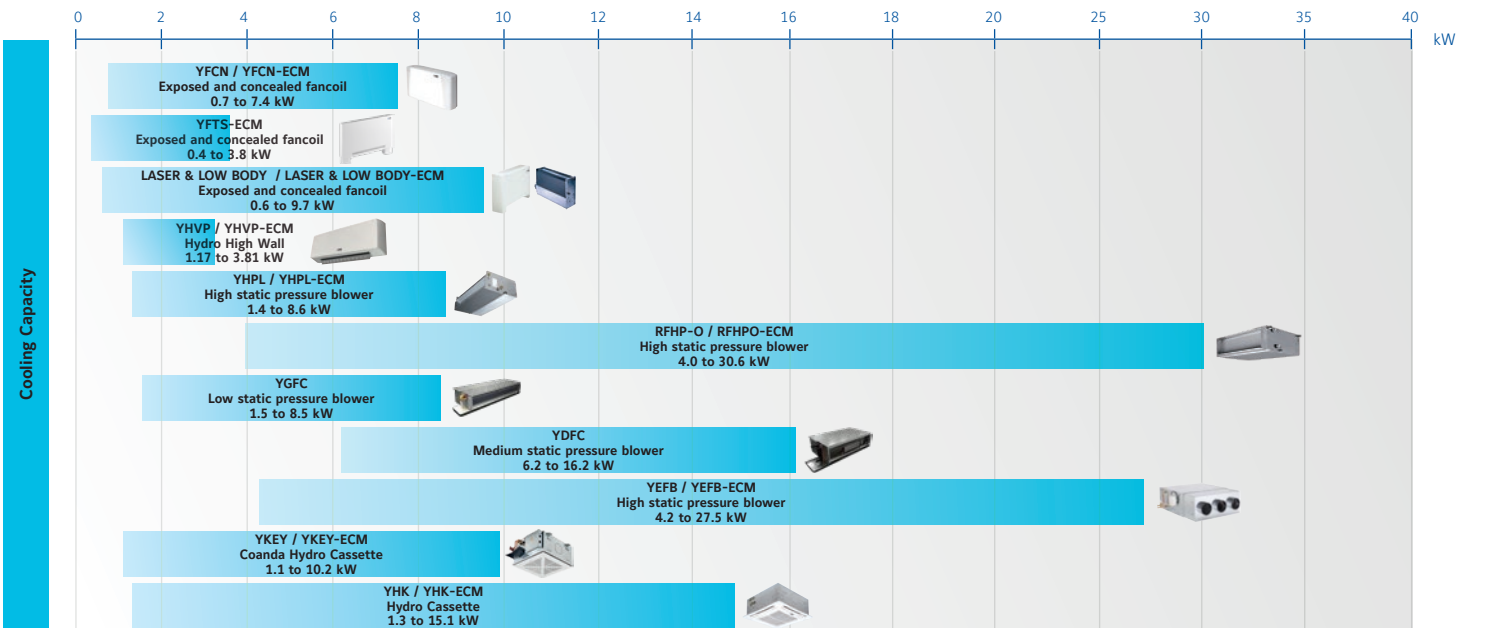 0 2 4 6 8 10 12 14 16 18 20 25 30 35 40
kW
Cooling Capacity
YFCN / YFCN-ECM
Exposed and concealed fancoil
0.7 to 7.4 kW
YFTS-ECM
Exposed and concealed fancoil
0.4 to 3.8 kW
LASER & LOW BODY / LASER & LOW BODY-ECM
Exposed and concealed fancoil
0.6 to 9.7 kW
YHVP / YHVP-ECM
Hydro High Wall
1.17 to 3.81 kW
YHPL / YHPL-ECM
High static pressure blower
1.4 to 8.6 kW
RFHP-O / RFHPO-ECM
High static pressure blower
4.0 to 30.6 kW
YGFC
Low static pressure blower
1.5 to 8.5 kW
YDFC
Medium static pressure blower
6.2 to 16.2 kW
YEFB / YEFB-ECM
High static pressure blower
4.2 to 27.5 kW
YKEY / YKEY-ECM
Coanda Hydro Cassette
1.1 to 10.2 kW
YHK / YHK-ECM
Hydro Cassette
1.3 to 15.1 kW